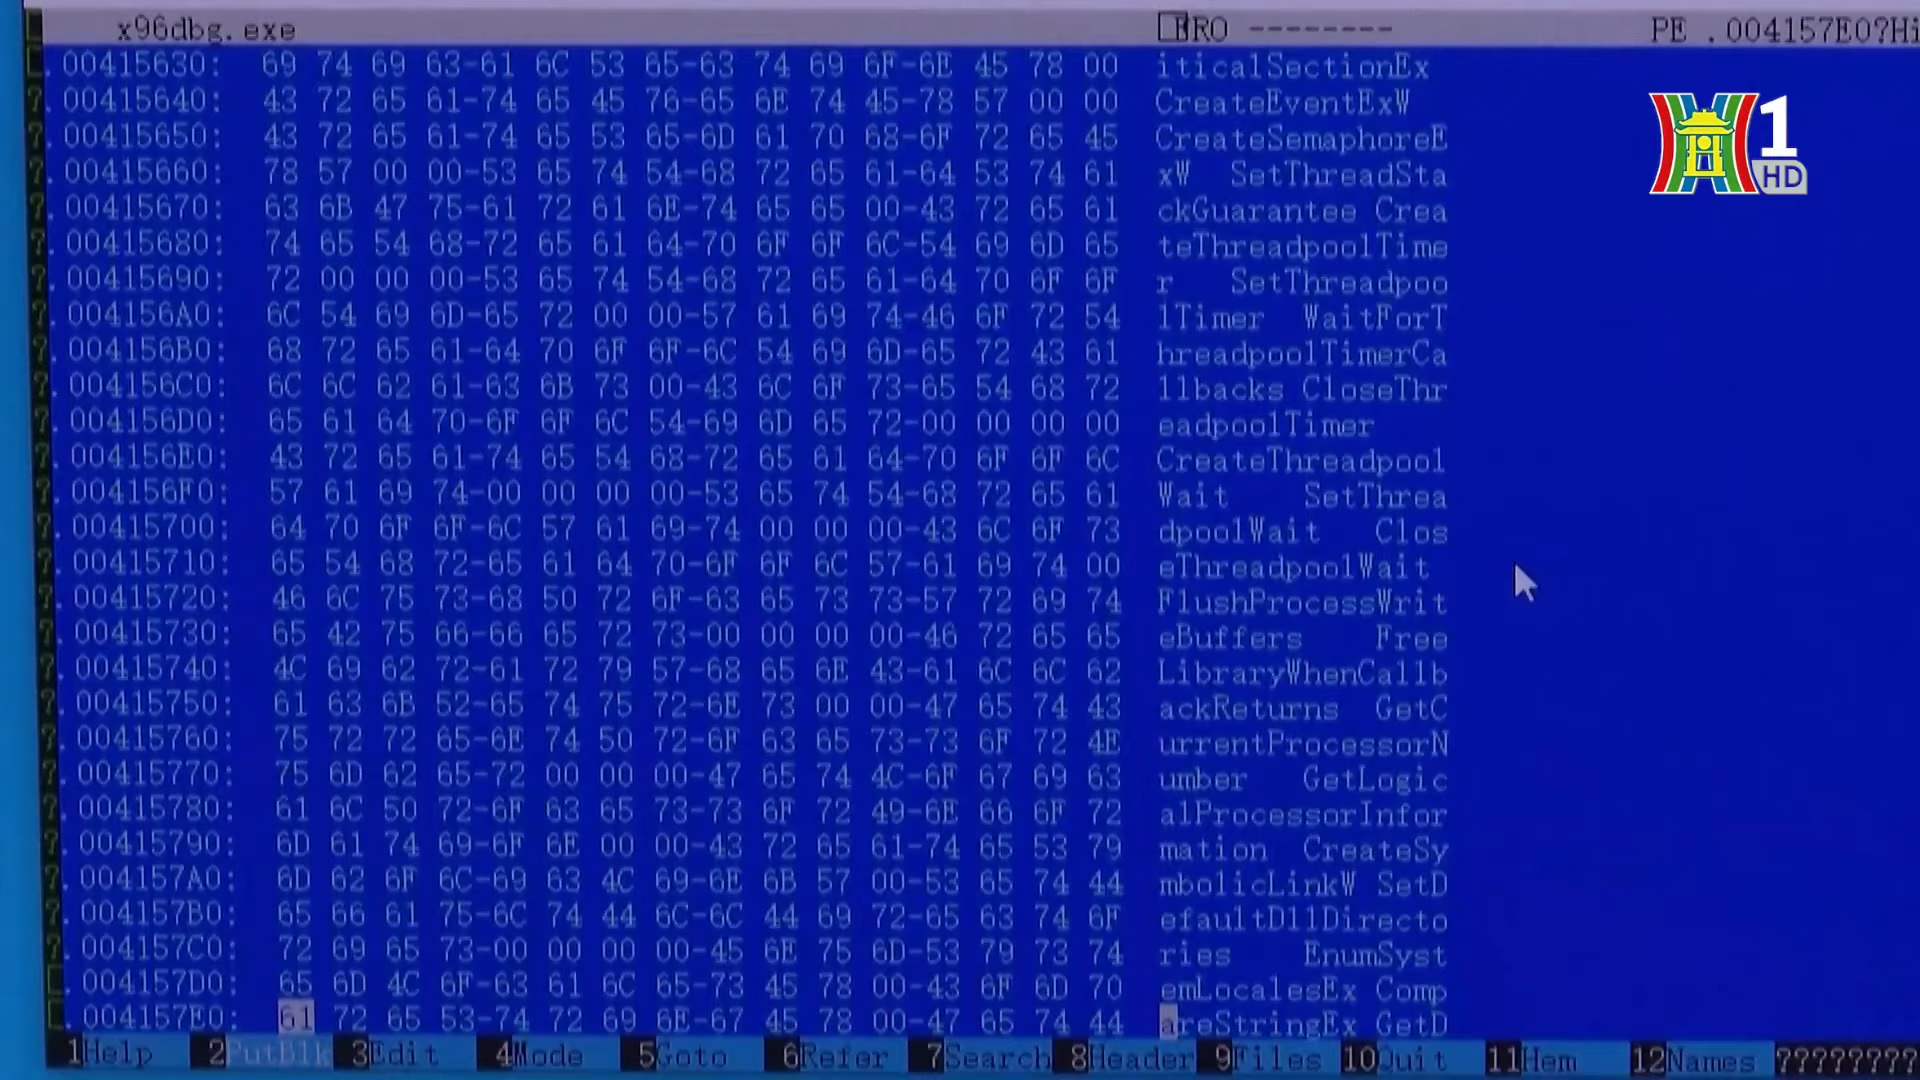 x96dbg.exe FRO -------- PE .004157E0?Hi
1
HD
.00415630: 69 74 69 63-61 6C 53 65-63 74 69 6F-6E 45 78 00 iticalSectionEx
?.00415640: 43 72 65 61-74 65 45 76-65 6E 74 45-78 57 00 00 CreateEventExW
?.00415650: 43 72 65 61-74 65 53 65-6D 61 70 68-6F 72 65 45 CreateSemaphoreE
?.00415660: 78 57 00 00-53 65 74 54-68 72 65 61-64 53 74 61 xW SetThreadSta
?.00415670: 63 6B 47 75-61 72 61 6E-74 65 65 00-43 72 65 61 ckGuarantee Crea
?.00415680: 74 65 54 68-72 65 61 64-70 6F 6F 6C-54 69 6D 65 teThreadpoolTime
?.00415690: 72 00 00 00-53 65 74 54-68 72 65 61-64 70 6F 6F r SetThreadpoo
?.004156A0: 6C 54 69 6D-65 72 00 00-57 61 69 74-46 6F 72 54 lTimer WaitForT
?.004156B0: 68 72 65 61-64 70 6F 6F-6C 54 69 6D-65 72 43 61 hreadpoolTimerCa
?.004156C0: 6C 6C 62 61-63 6B 73 00-43 6C 6F 73-65 54 68 72 llbacks CloseThr
?.004156D0: 65 61 64 70-6F 6F 6C 54-69 6D 65 72-00 00 00 00 eadpoolTimer
?.004156E0: 43 72 65 61-74 65 54 68-72 65 61 64-70 6F 6F 6C CreateThreadpool
?.004156F0: 57 61 69 74-00 00 00 00-53 65 74 54-68 72 65 61 Wait SetThrea
?.00415700: 64 70 6F 6F-6C 57 61 69-74 00 00 00-43 6C 6F 73 dpoolWait Clos
?.00415710: 65 54 68 72-65 61 64 70-6F 6F 6C 57-61 69 74 00 eThreadpoolWait
?.00415720: 46 6C 75 73-68 50 72 6F-63 65 73 73-57 72 69 74 FlushProcessWrit
?.00415730: 65 42 75 66-66 65 72 73-00 00 00 00-46 72 65 65 eBuffers Free
?.00415740: 4C 69 62 72-61 72 79 57-68 65 6E 43-61 6C 6C 62 LibraryWhenCallb
?.00415750: 61 63 6B 52-65 74 75 72-6E 73 00 00-47 65 74 43 ackReturns GetC
?.00415760: 75 72 72 65-6E 74 50 72-6F 63 65 73-73 6F 72 4E urrentProcessorN
?.00415770: 75 6D 62 65-72 00 00 00-47 65 74 4C-6F 67 69 63 umber GetLogic
?.00415780: 61 6C 50 72-6F 63 65 73-73 6F 72 49-6E 66 6F 72 alProcessorInfor
?.00415790: 6D 61 74 69-6F 6E 00 00-43 72 65 61-74 65 53 79 mation CreateSy
?.004157A0: 6D 62 6F 6C-69 63 4C 69-6E 6B 57 00-53 65 74 44 mbolicLinkW SetD
?.004157B0: 65 66 61 75-6C 74 44 6C-6C 44 69 72-65 63 74 6F efaultDllDirecto
?.004157C0: 72 69 65 73-00 00 00 00-45 6E 75 6D-53 79 73 74 ries EnumSyst
.004157D0: 65 6D 4C 6F-63 61 6C 65-73 45 78 00-43 6F 6D 70 emLocalesEx Comp
.004157E0: 61 72 65 53-74 72 69 6E-67 45 78 00-47 65 74 44 areStringEx GetD
1Help 2PutBlk 3Edit 4Mode 5Goto 6Refer 7Search 8Header 9Files 10Quit 11Hem 12Names ????????